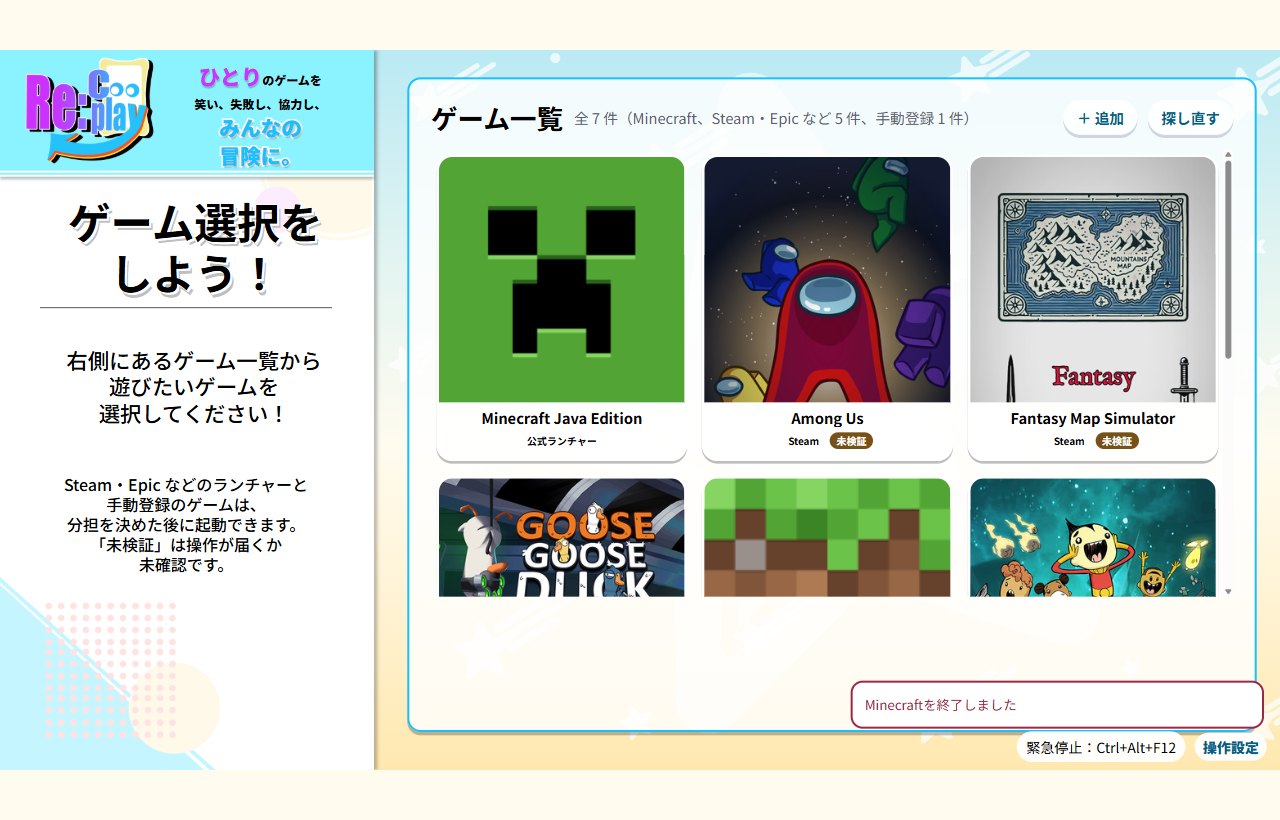 Re:Coo play
ひとりのゲームを
笑い、失敗し、協力し、
みんなの
冒険に。
ゲーム選択を
しよう！
右側にあるゲーム一覧から
遊びたいゲームを
選択してください！
Steam・Epic などのランチャーと
手動登録のゲームは、
分担を決めた後に起動できます。
「未検証」は操作が届くか
未確認です。
ゲーム一覧 全 7 件（Minecraft、Steam・Epic など 5 件、手動登録 1 件）
＋ 追加
探し直す
MOUNTAINS
MAP
Fantasy
Minecraft Java Edition
公式ランチャー
Among Us
Steam 未検証
Fantasy Map Simulator
Steam 未検証
GOOSE
GOOSE
DUCK
Minecraftを終了しました
緊急停止：Ctrl+Alt+F12
操作設定